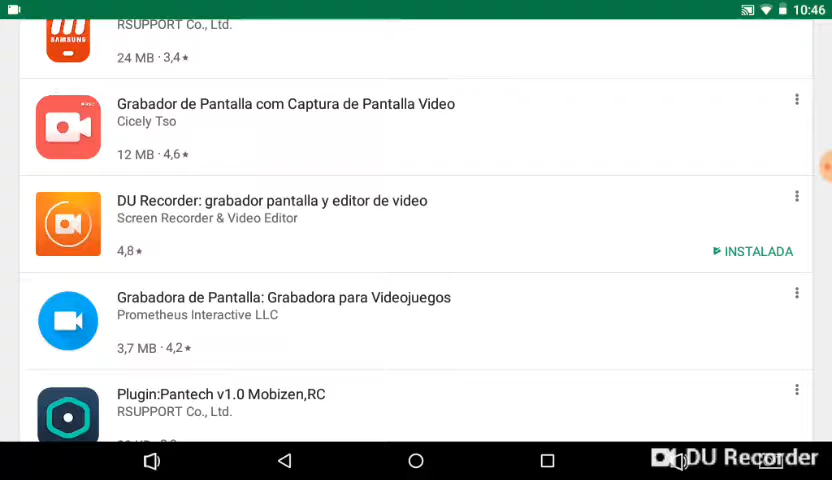 10:46
SAMSUNG
RSUPPORT Co., Ltd.
24 MB · 3,4★
Grabador de Pantalla com Captura de Pantalla Video
Cicely Tso
12 MB · 4,6★
DU Recorder: grabador pantalla y editor de video
Screen Recorder & Video Editor
4,8★
INSTALADA
Grabadora de Pantalla: Grabadora para Videojuegos
Prometheus Interactive LLC
3,7 MB · 4,2★
Plugin:Pantech v1.0 Mobizen,RC
RSUPPORT Co., Ltd.
DU Recorder